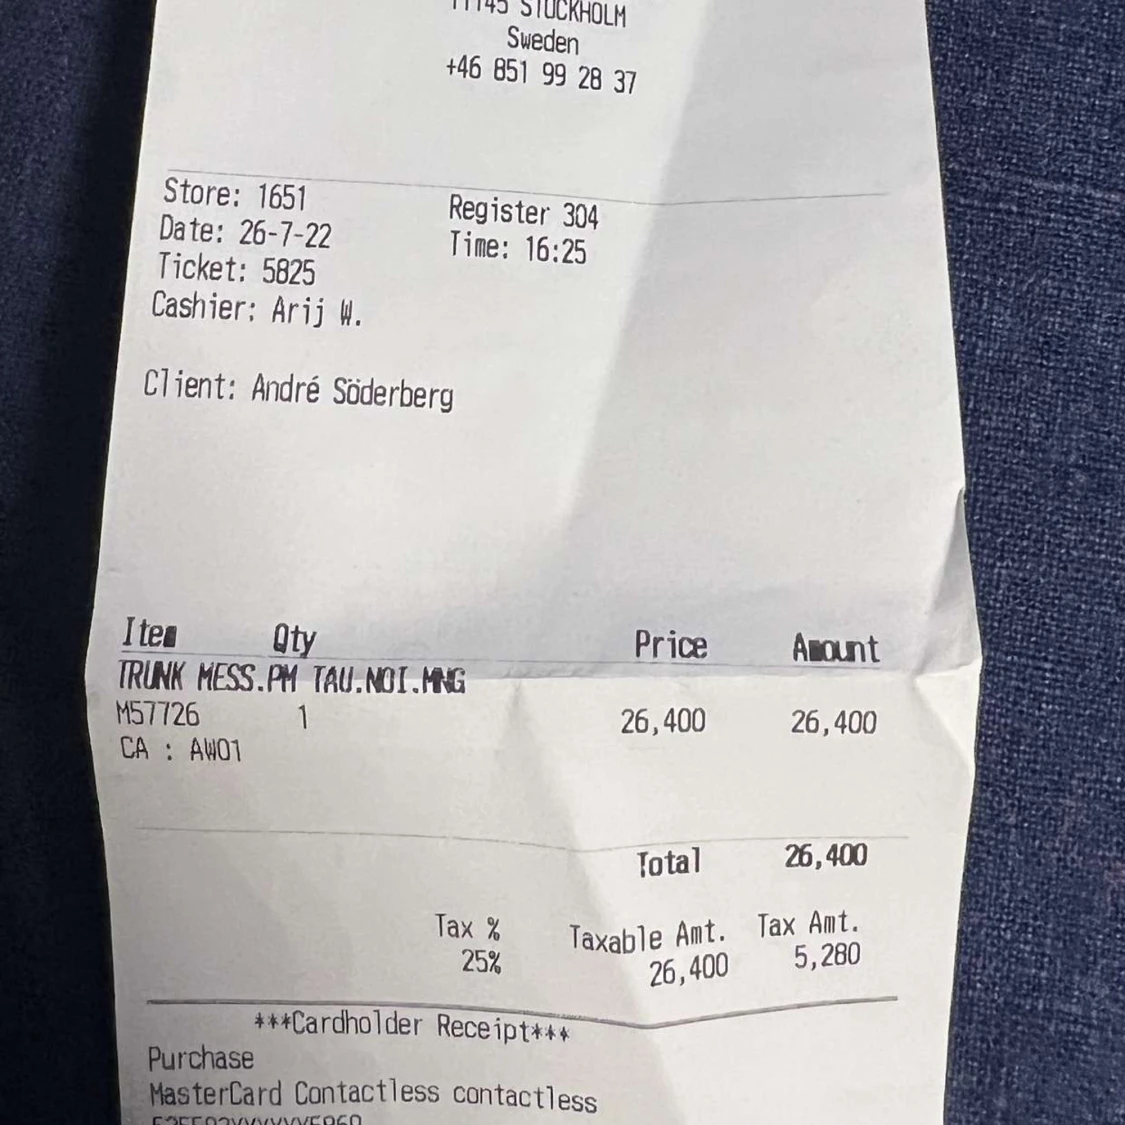 11145 STOCKHOLM
Sweden
+46 851 99 28 37
Store: 1651 Register 304
Date: 26-7-22 Time: 16:25
Ticket: 5825
Cashier: Arij W.
Client: André Söderberg
Item Qty Price Amount
TRUNK MESS.PM TAU.NOI.MNG
M57726 1 26,400 26,400
CA : AW01
Total 26,400
Tax % Taxable Amt. Tax Amt.
25% 26,400 5,280
***Cardholder Receipt***
Purchase
MasterCard Contactless contactless